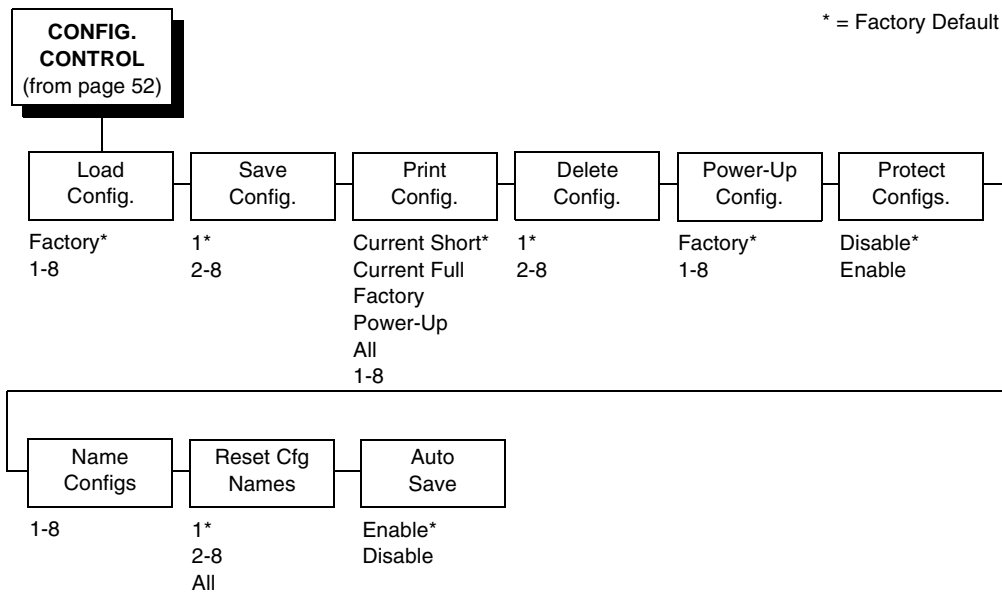 CONFIG.
CONTROL
(from page 52)
* = Factory Default
Load
Config.
Factory*
1-8
Save
Config.
1*
2-8
Print
Config.
Current Short*
Current Full
Factory
Power-Up
All
1-8
Delete
Config.
1*
2-8
Power-Up
Config.
Factory*
1-8
Protect
Configs.
Disable*
Enable
Name
Configs
1-8
Reset Cfg
Names
1*
2-8
All
Auto
Save
Enable*
Disable